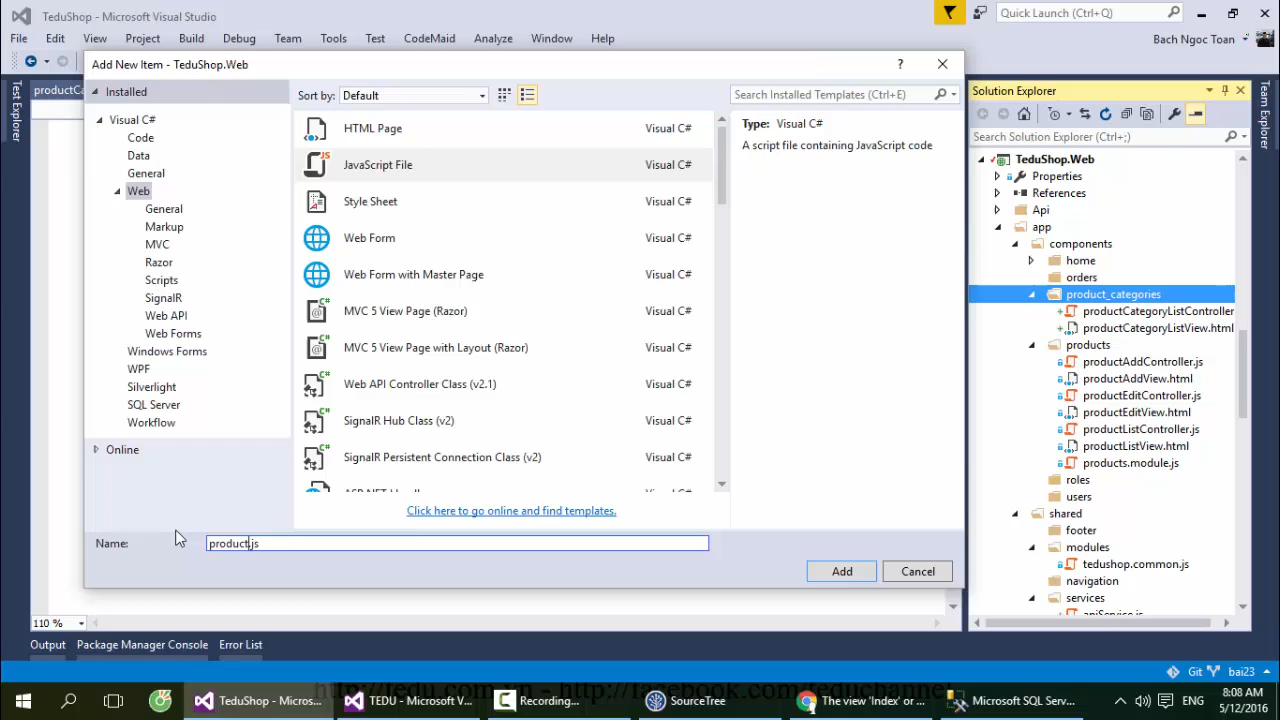 TeduShop - Microsoft Visual Studio
Quick Launch (Ctrl+Q)
File Edit View Project Build Debug Team Tools Test CodeMaid Analyze Window Help
Bach Ngoc Toan
Test Explorer
productCa
Add New Item - TeduShop.Web
?
Installed
Sort by: Default
Search Installed Templates (Ctrl+E)
Visual C#
Code
Data
General
Web
General
Markup
MVC
Razor
Scripts
SignalR
Web API
Web Forms
Windows Forms
WPF
Silverlight
SQL Server
Workflow
Online
HTML Page Visual C#
JavaScript File Visual C#
Style Sheet Visual C#
Web Form Visual C#
Web Form with Master Page Visual C#
MVC 5 View Page (Razor) Visual C#
MVC 5 View Page with Layout (Razor) Visual C#
Web API Controller Class (v2.1) Visual C#
SignalR Hub Class (v2) Visual C#
SignalR Persistent Connection Class (v2) Visual C#
Type: Visual C#
A script file containing JavaScript code
Click here to go online and find templates.
Name: product.js
Add Cancel
Solution Explorer
Search Solution Explorer (Ctrl+;)
TeduShop.Web
Properties
References
Api
app
components
home
orders
product_categories
productCategoryListController
productCategoryListView.html
products
productAddController.js
productAddView.html
productEditController.js
productEditView.html
productListController.js
productListView.html
products.module.js
roles
users
shared
footer
modules
tedushop.common.js
navigation
services
apiService.js
Team Explorer
110 %
Output Package Manager Console Error List
Git bai23
TeduShop - Micros... TEDU - Microsoft V... Recording... SourceTree The view 'Index' or ... Microsoft SQL Serv...
ENG
8:08 AM
5/12/2016